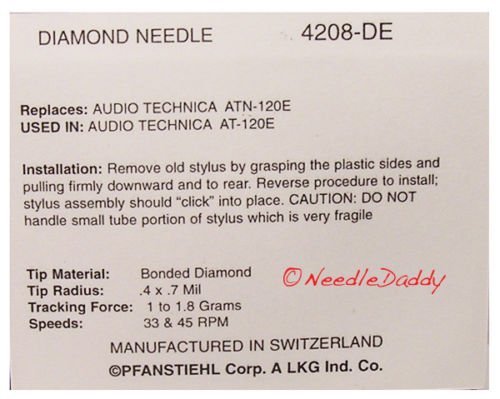 DIAMOND NEEDLE 4208-DE
Replaces: AUDIO TECHNICA ATN-120E
USED IN: AUDIO TECHNICA AT-120E
Installation: Remove old stylus by grasping the plastic sides and
pulling firmly downward and to rear. Reverse procedure to install;
stylus assembly should “click” into place. CAUTION: DO NOT
handle small tube portion of stylus which is very fragile
Tip Material: Bonded Diamond
Tip Radius: .4 x .7 Mil
Tracking Force: 1 to 1.8 Grams
Speeds: 33 & 45 RPM
© NeedleDaddy
MANUFACTURED IN SWITZERLAND
©PFANSTIEHL Corp. A LKG Ind. Co.